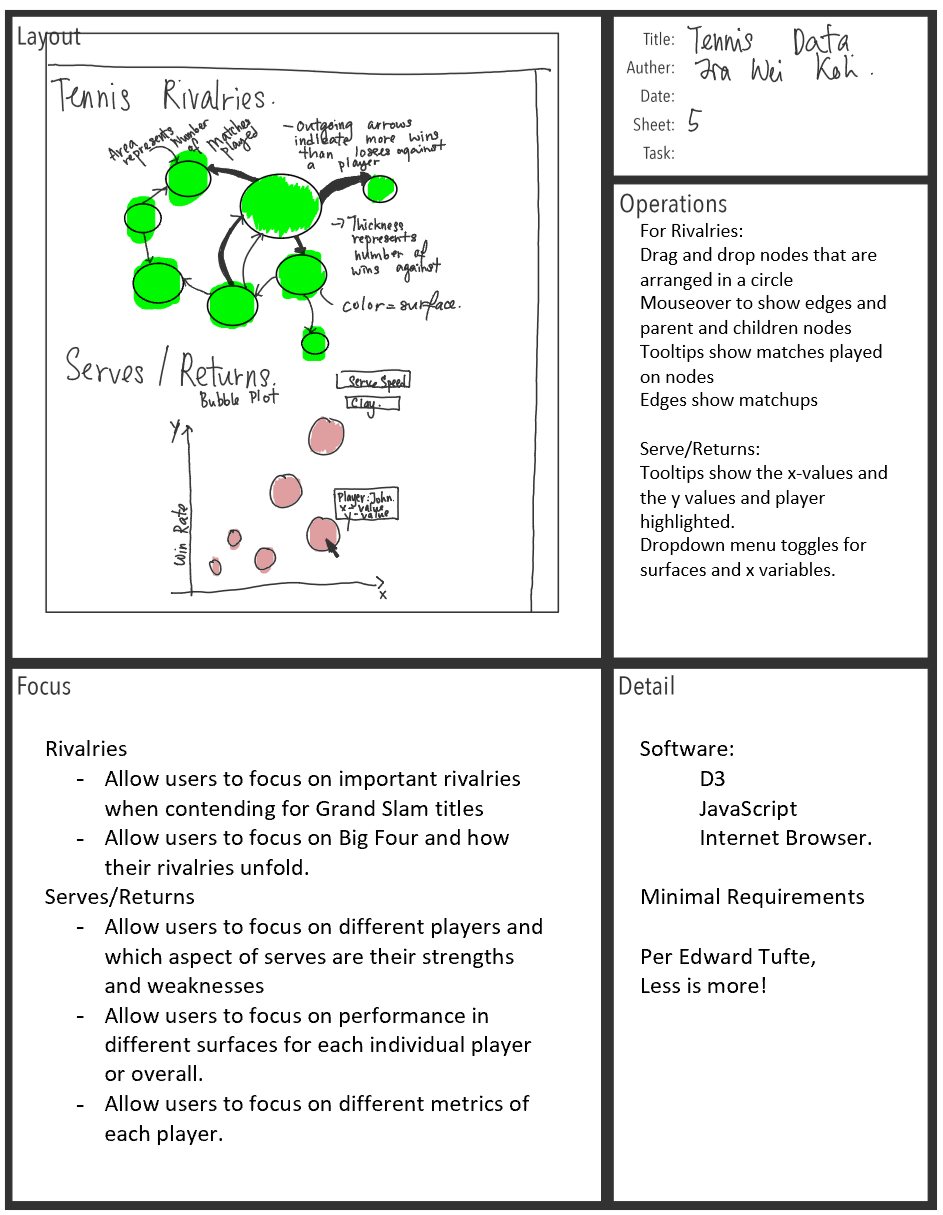 Layout
Tennis Rivalries.
Area
represents
Number
of Matches
played
- Outgoing arrows
indicate more wins
than losees against
a player
→ Thickness
represents
number of
wins against
color = surface.
Serves / Returns.
Bubble Plot
Serve Speed
Clay.
Y
Player: John.
x - value
y - value
Win Rate
x
Title: Tennis Data
Auther: Wei Koh.
Date:
Sheet: 5
Task:
Operations
For Rivalries:
Drag and drop nodes that are
arranged in a circle
Mouseover to show edges and
parent and children nodes
Tooltips show matches played
on nodes
Edges show matchups
Serve/Returns:
Tooltips show the x-values and
the y values and player
highlighted.
Dropdown menu toggles for
surfaces and x variables.
Focus
Rivalries
- Allow users to focus on important rivalries
when contending for Grand Slam titles
- Allow users to focus on Big Four and how
their rivalries unfold.
Serves/Returns
- Allow users to focus on different players and
which aspect of serves are their strengths
and weaknesses
- Allow users to focus on performance in
different surfaces for each individual player
or overall.
- Allow users to focus on different metrics of
each player.
Detail
Software:
D3
JavaScript
Internet Browser.
Minimal Requirements
Per Edward Tufte,
Less is more!